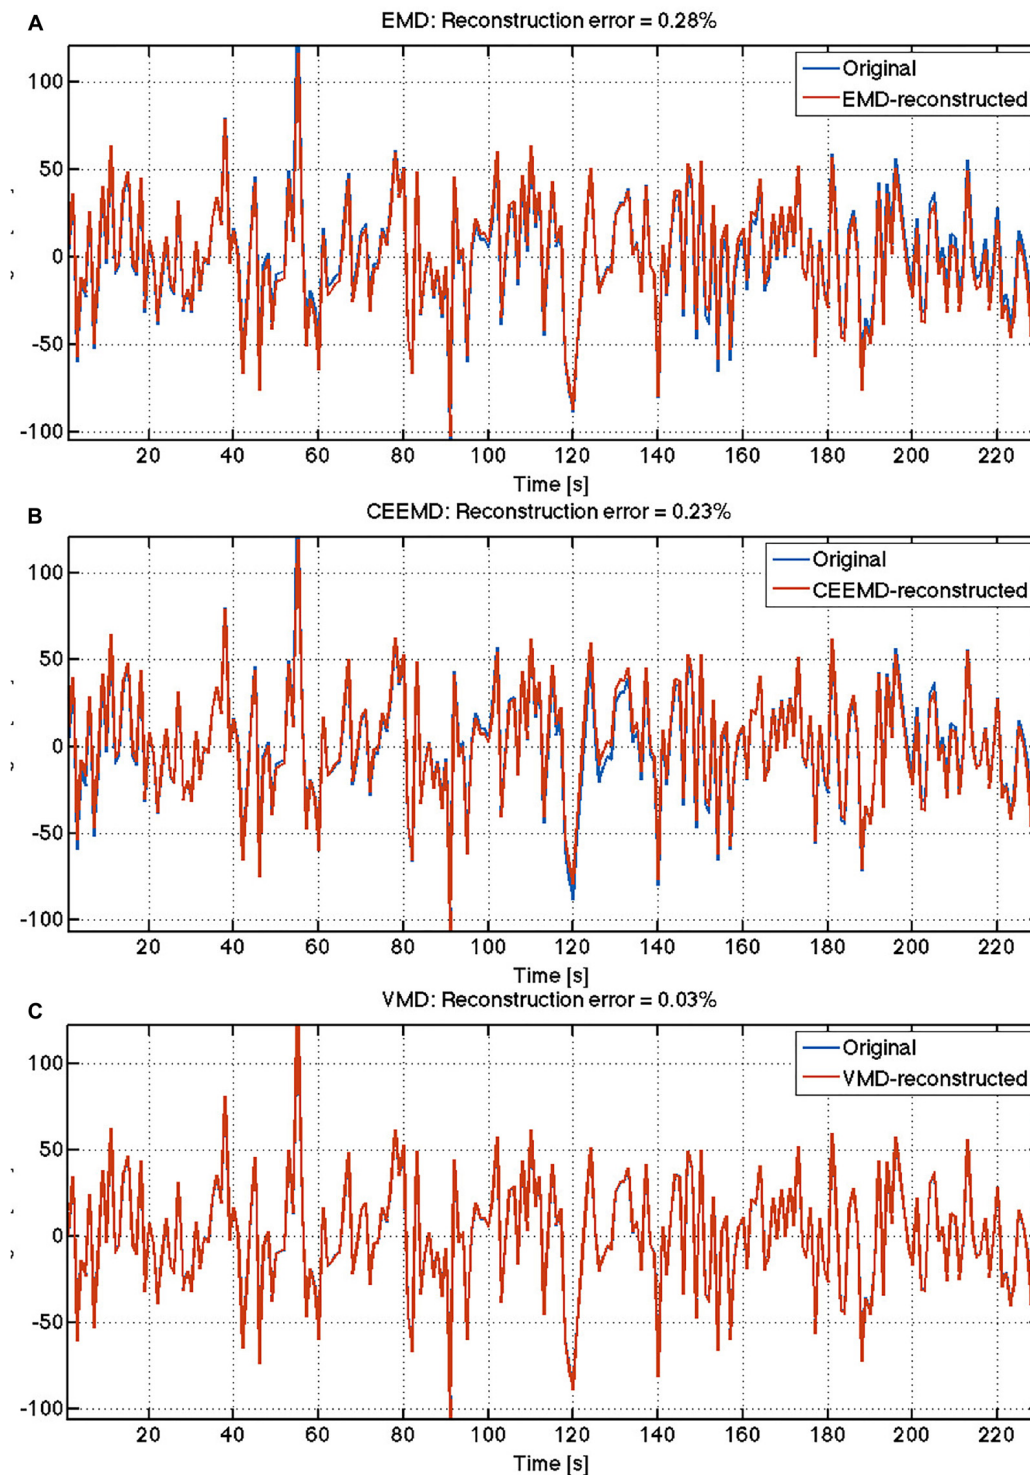 A
EMD: Reconstruction error = 0.28%
Original
EMD-reconstructed
100
50
0
-50
-100
20 40 60 80 100 120 140 160 180 200 220
Time [s]
B
CEEMD: Reconstruction error = 0.23%
Original
CEEMD-reconstructed
100
50
0
-50
-100
20 40 60 80 100 120 140 160 180 200 220
Time [s]
C
VMD: Reconstruction error = 0.03%
Original
VMD-reconstructed
100
50
0
-50
-100
20 40 60 80 100 120 140 160 180 200 220
Time [s]